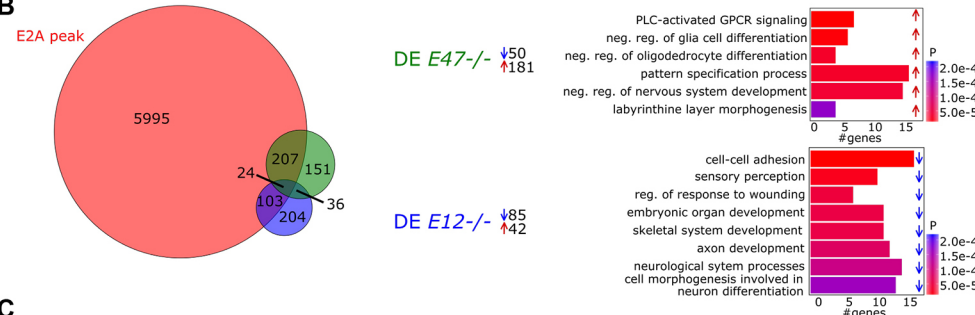 B
E2A peak
5995
207
151
24
103
36
204
DE E47-/- ↓50
↑181
DE E12-/- ↓85
↑42
PLC-activated GPCR signaling
neg. reg. of glia cell differentiation
neg. reg. of oligodedrocyte differentiation
pattern specification process
neg. reg. of nervous system development
labyrinthine layer morphogenesis
0 5 10 15
#genes
P
2.0e-4
1.5e-4
1.0e-4
5.0e-5
cell-cell adhesion
sensory perception
reg. of response to wounding
embryonic organ development
skeletal system development
axon development
neurological sytem processes
cell morphogenesis involved in
neuron differentiation
0 5 10 15
#genes
P
2.0e-4
1.5e-4
1.0e-4
5.0e-5
C